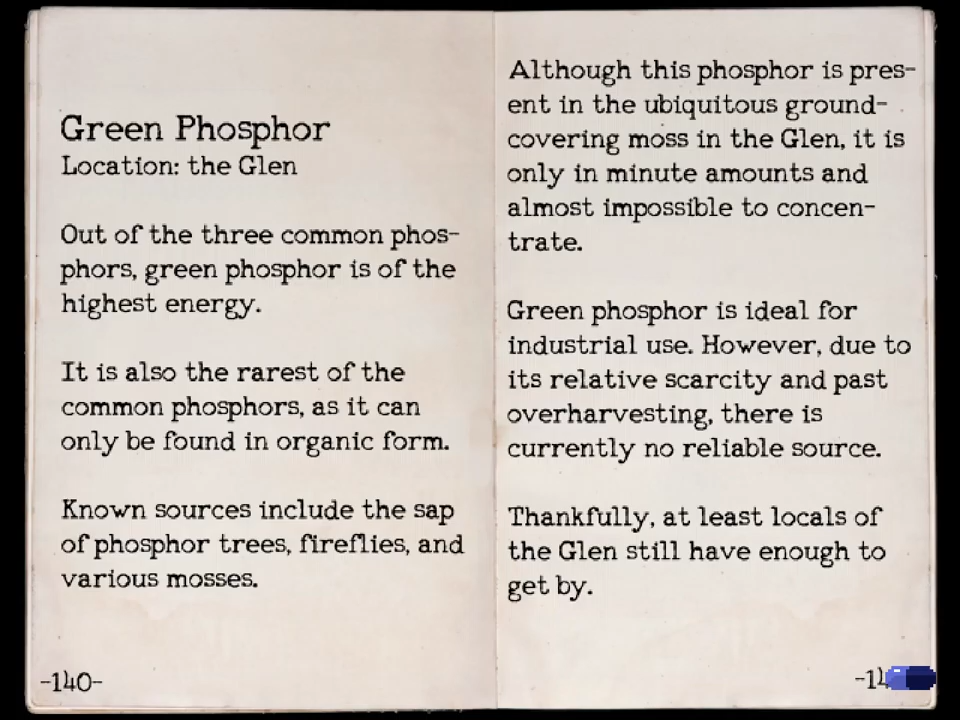 Green Phosphor
Location: the Glen
Out of the three common phos-
phors, green phosphor is of the
highest energy.
It is also the rarest of the
common phosphors, as it can
only be found in organic form.
Known sources include the sap
of phosphor trees, fireflies, and
various mosses.
-140-
Although this phosphor is pres-
ent in the ubiquitous ground-
covering moss in the Glen, it is
only in minute amounts and
almost impossible to concen-
trate.
Green phosphor is ideal for
industrial use. However, due to
its relative scarcity and past
overharvesting, there is
currently no reliable source.
Thankfully, at least locals of
the Glen still have enough to
get by.